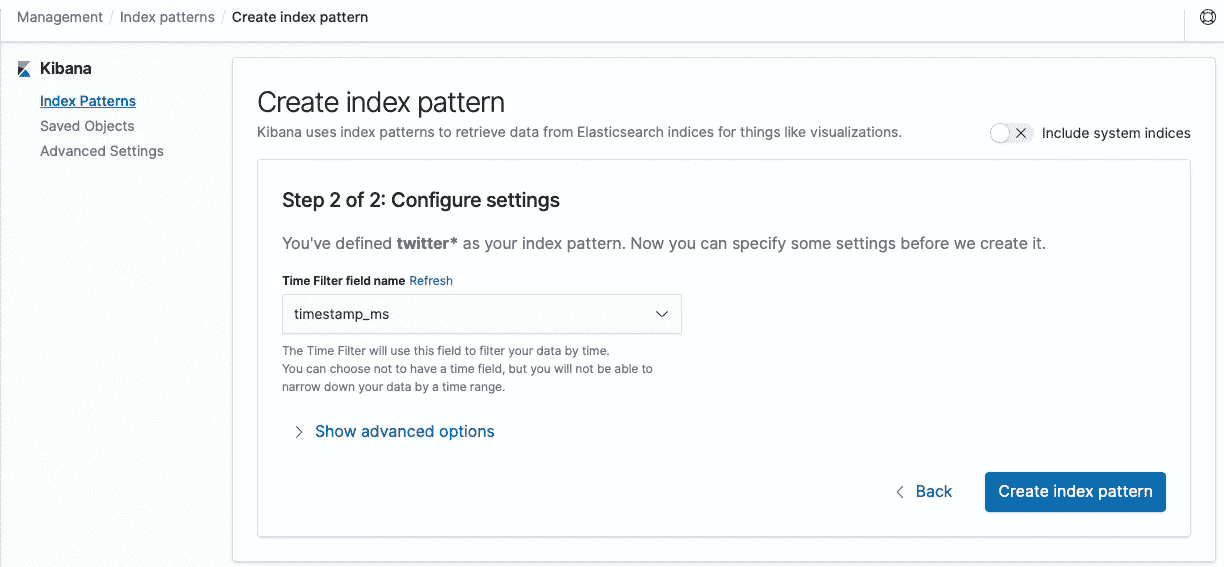 Management / Index patterns / Create index pattern
Kibana
Index Patterns
Saved Objects
Advanced Settings
Create index pattern
Kibana uses index patterns to retrieve data from Elasticsearch indices for things like visualizations.
Include system indices
Step 2 of 2: Configure settings
You've defined twitter* as your index pattern. Now you can specify some settings before we create it.
Time Filter field name Refresh
timestamp_ms
The Time Filter will use this field to filter your data by time.
You can choose not to have a time field, but you will not be able to
narrow down your data by a time range.
Show advanced options
Back
Create index pattern